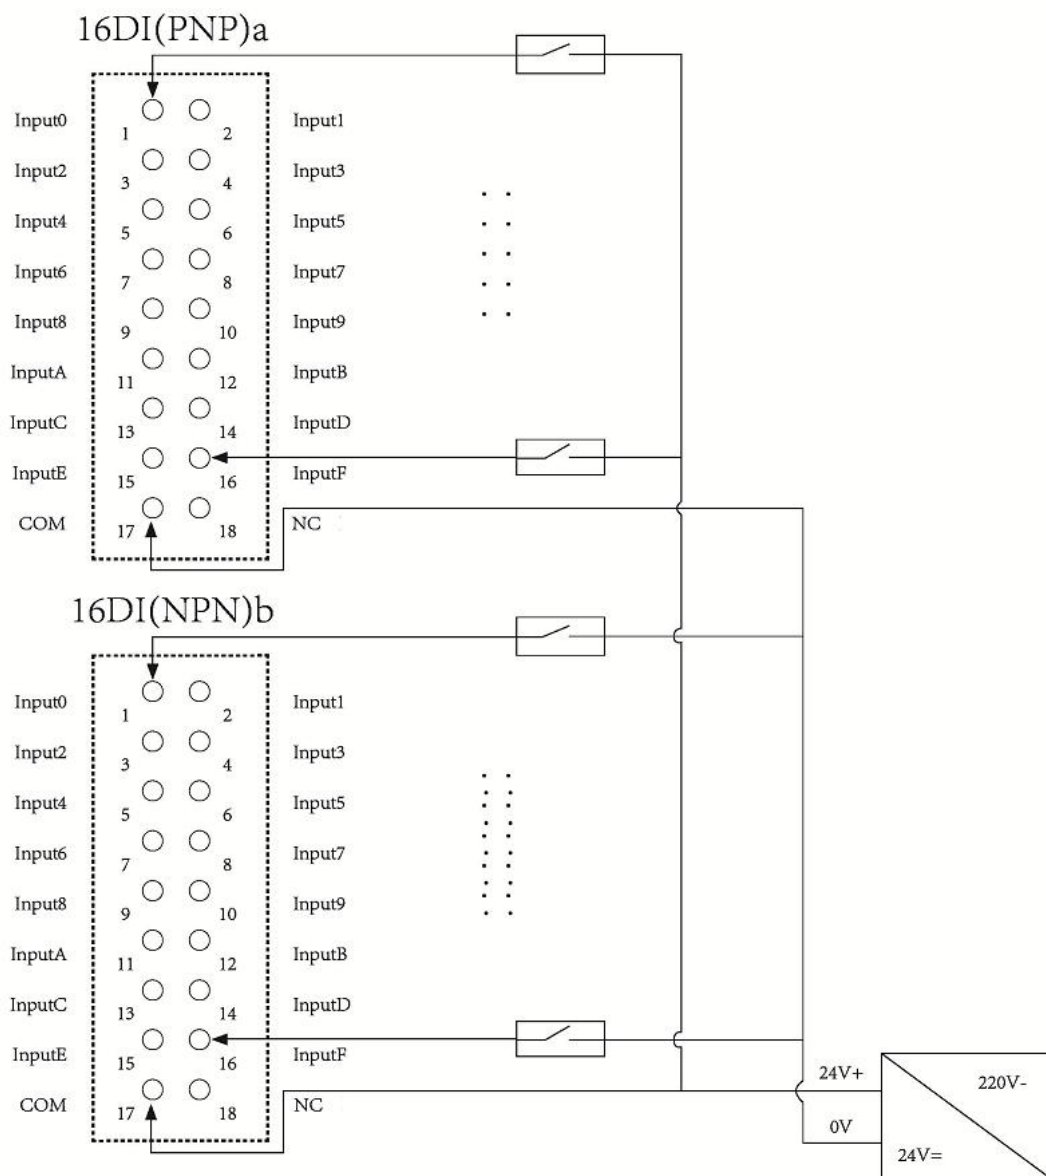 16DI(PNP)a
Input0 1 2 Input1
Input2 3 4 Input3
Input4 5 6 Input5
Input6 7 8 Input7
Input8 9 10 Input9
InputA 11 12 InputB
InputC 13 14 InputD
InputE 15 16 InputF
COM 17 18 NC
16DI(NPN)b
Input0 1 2 Input1
Input2 3 4 Input3
Input4 5 6 Input5
Input6 7 8 Input7
Input8 9 10 Input9
InputA 11 12 InputB
InputC 13 14 InputD
InputE 15 16 InputF
COM 17 18 NC
24V+
220V-
0V
24V=